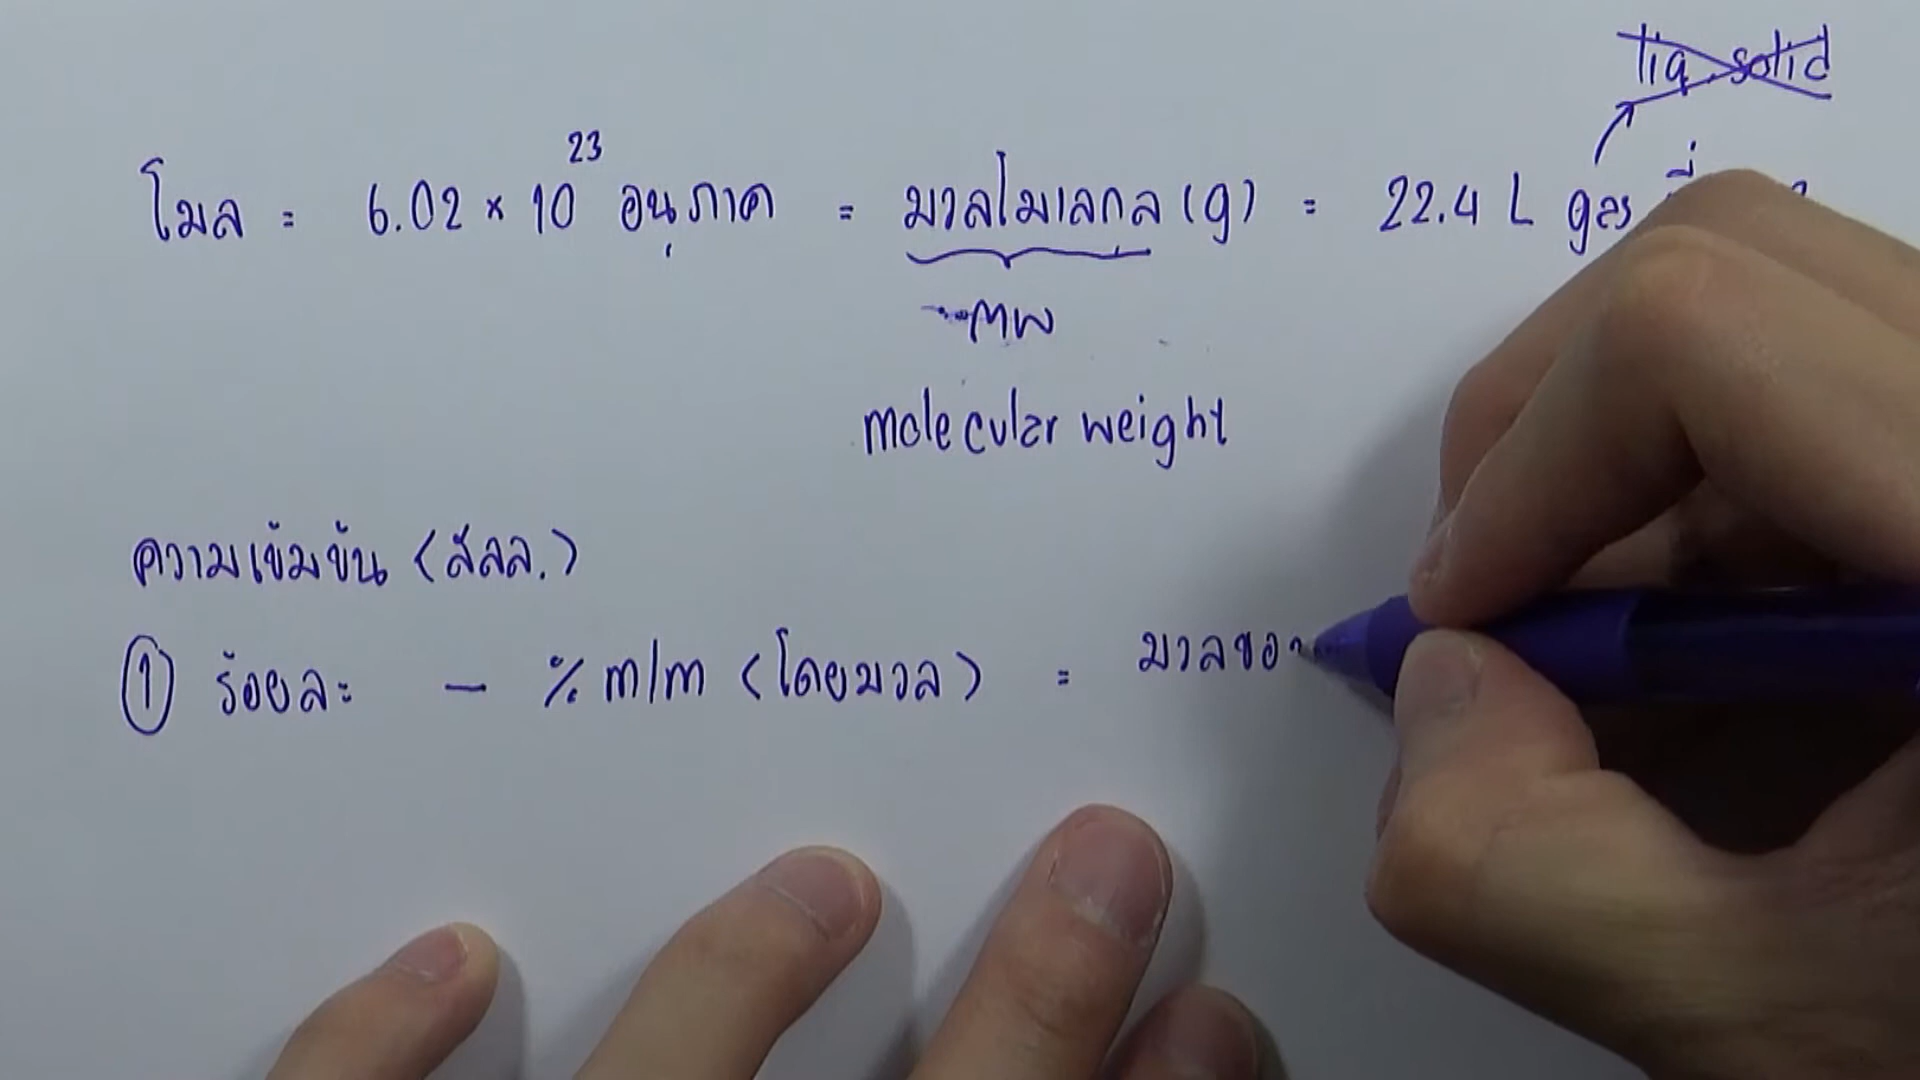 liq, solid
โมล = 6.02 × 10^23 อนุภาค = มวลโมเลกุล (g) = 22.4 L gas ที่
MW
molecular weight
ความเข้มข้น (สลล.)
① ร้อยละ - % m/m (โดยมวล) = มวลขอ